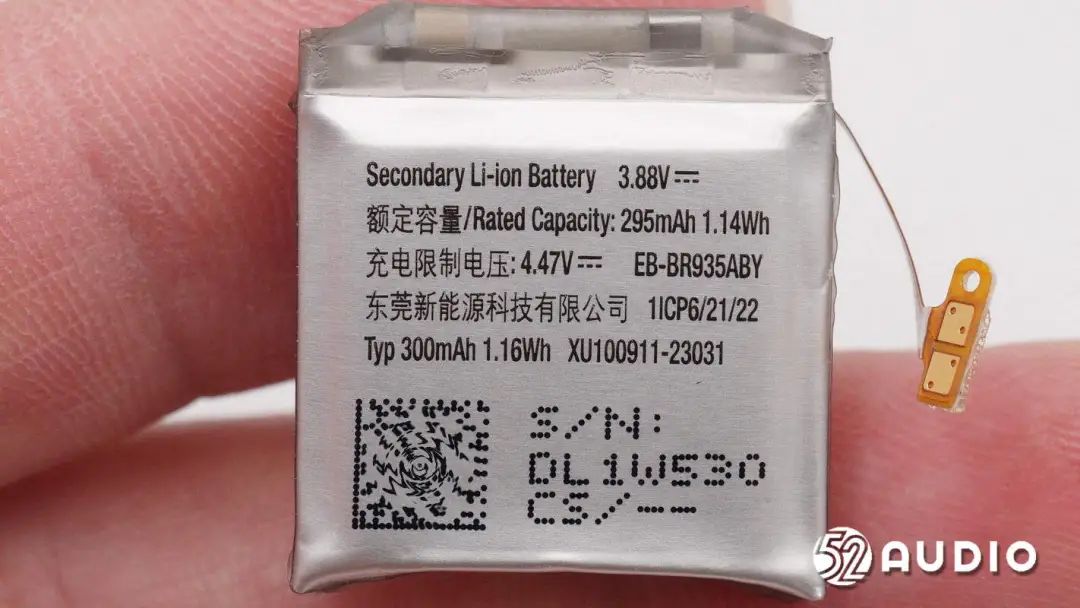 Secondary Li-ion Battery 3.88V⎓
额定容量/Rated Capacity: 295mAh 1.14Wh
充电限制电压: 4.47V⎓ EB-BR935ABY
东莞新能源科技有限公司 1ICP6/21/22
Typ 300mAh 1.16Wh XU100911-23031
S/N:
DL1W530
CS/--
52 AUDIO